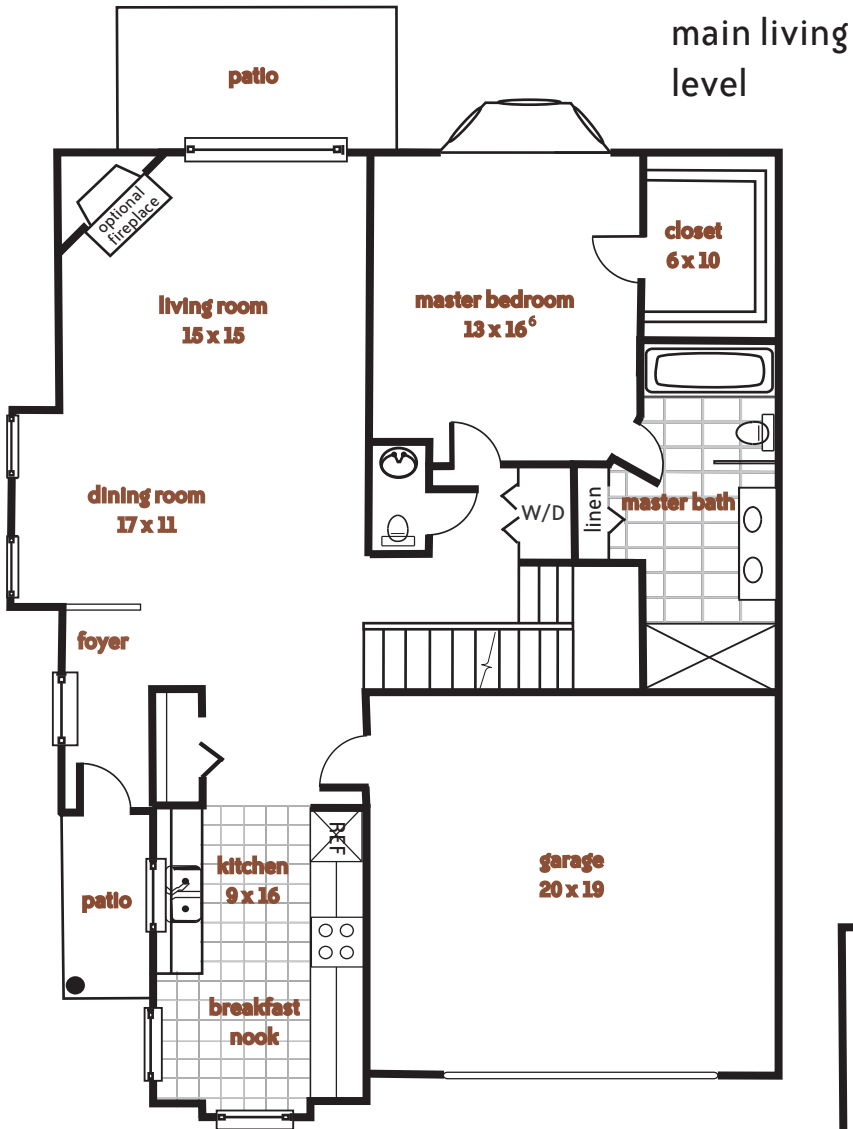 main living
level
patio
optional
fireplace
closet
6 x 10
living room
15 x 15
master bedroom
13 x 16⁶
dining room
17 x 11
W/D
linen
master bath
foyer
REF
kitchen
9 x 16
garage
20 x 19
patio
breakfast
nook